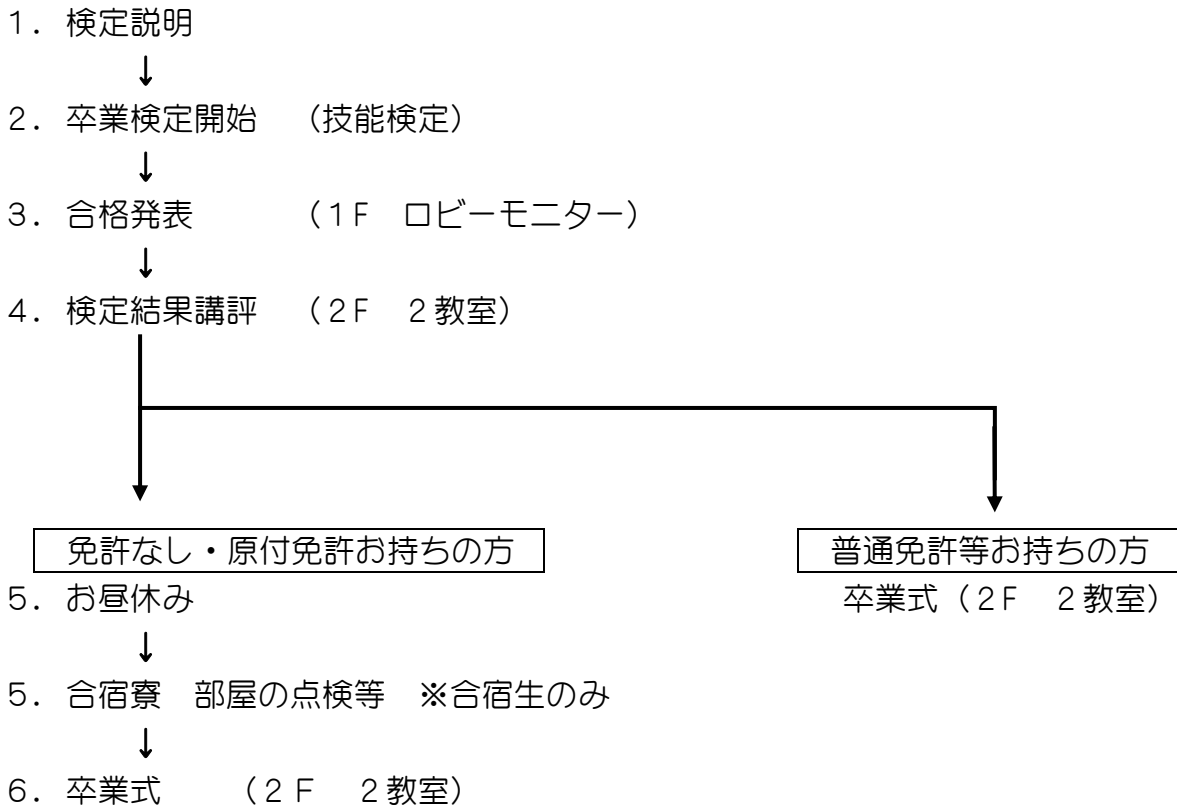 １．検定説明
↓
２．卒業検定開始　（技能検定）
↓
３．合格発表　　　（１Ｆ　ロビーモニター）
↓
４．検定結果講評　（２Ｆ　２教室）
免許なし・原付免許お持ちの方　　普通免許等お持ちの方
５．お昼休み　　卒業式（２Ｆ　２教室）
↓
５．合宿寮　部屋の点検等　※合宿生のみ
↓
６．卒業式　　（２Ｆ　２教室）